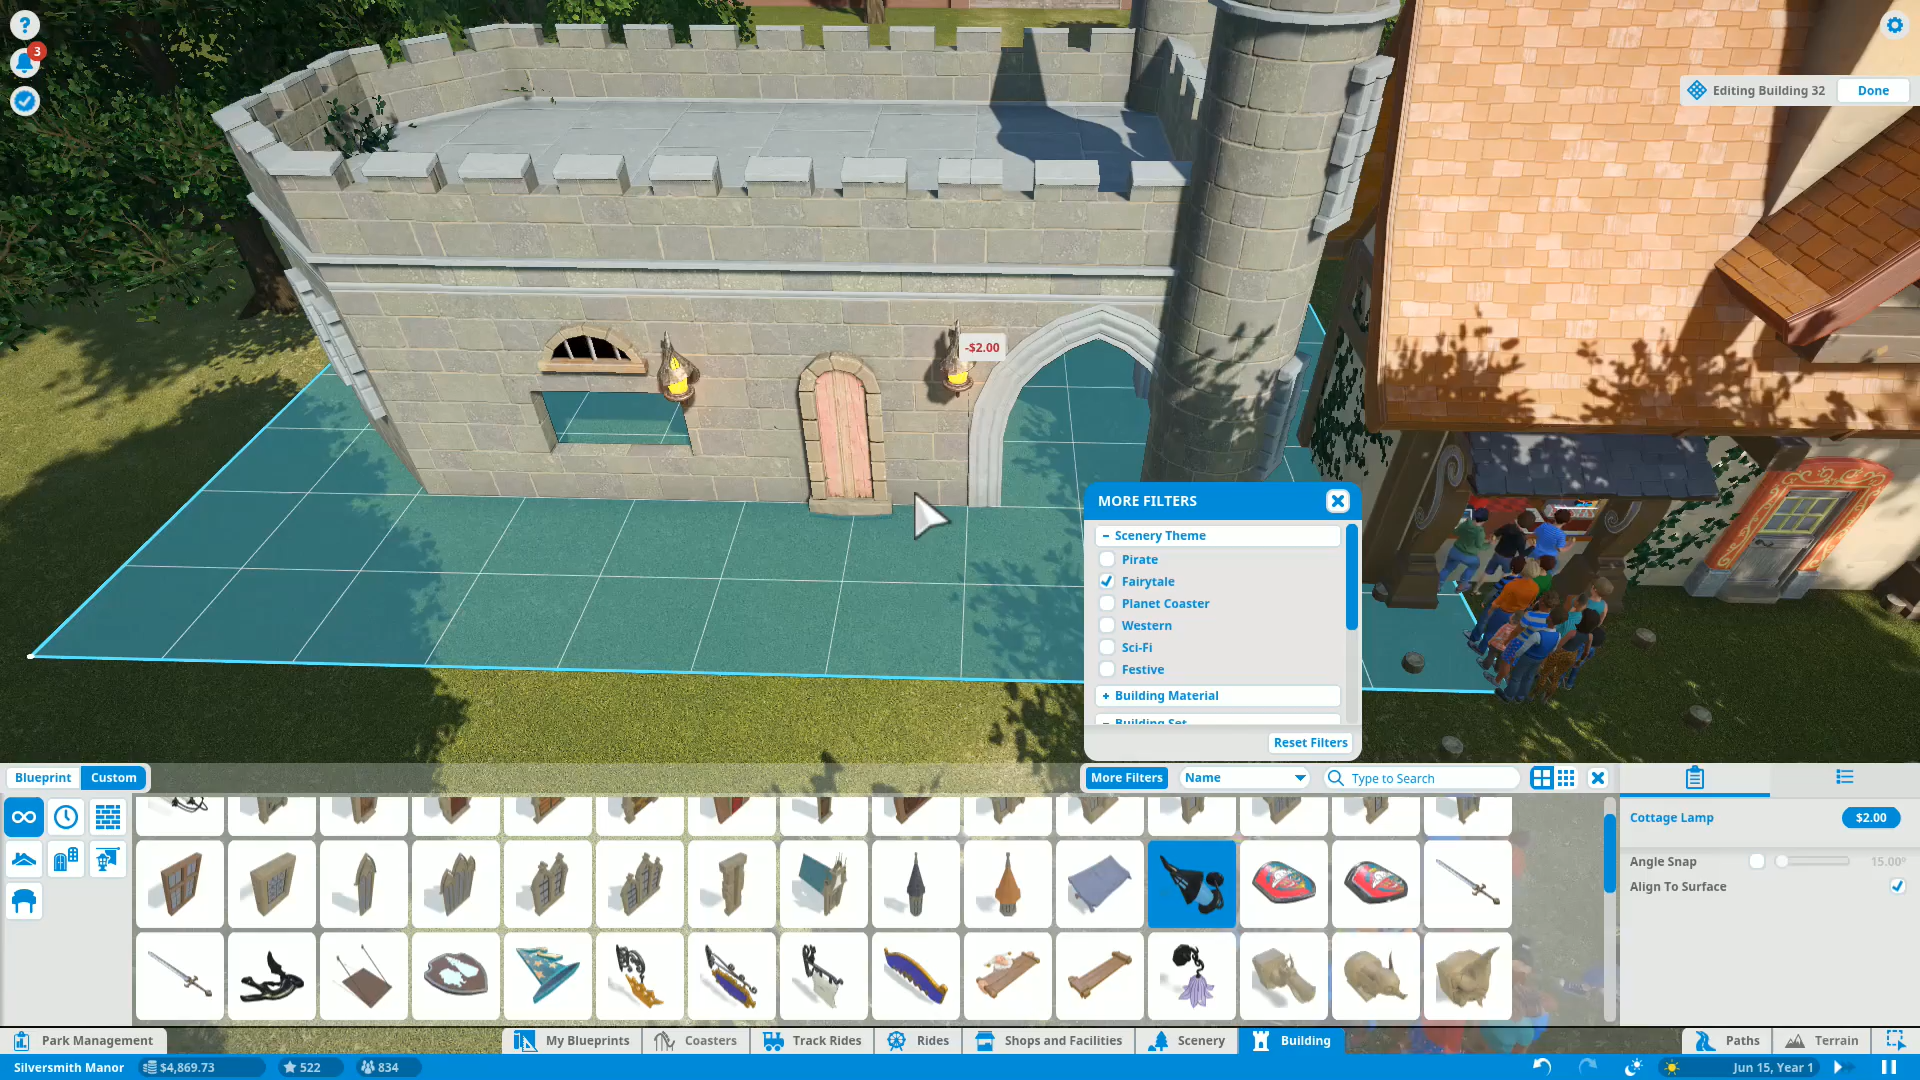 ?
3
Editing Building 32 Done
-$2.00
MORE FILTERS
− Scenery Theme
Pirate
Fairytale
Planet Coaster
Western
Sci-Fi
Festive
+ Building Material
− Building Set
Reset Filters
Blueprint Custom
More Filters Name Type to Search
Cottage Lamp $2.00
Angle Snap 15.00°
Align To Surface
Park Management My Blueprints Coasters Track Rides Rides Shops and Facilities Scenery Building Paths Terrain
Silversmith Manor $4,869.73 522 834 Jun 15, Year 1